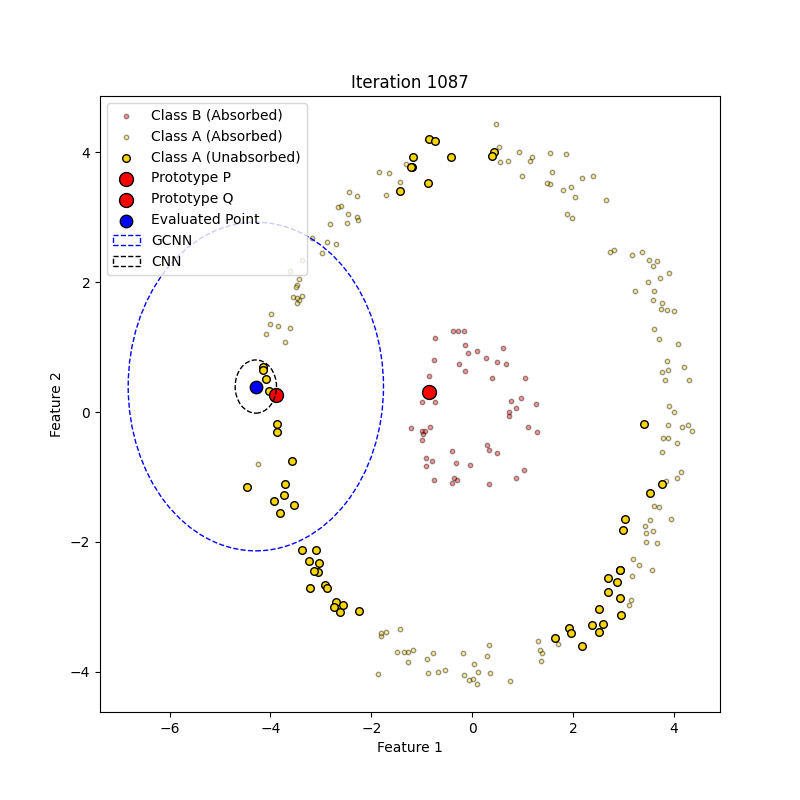 Iteration 1087
Class B (Absorbed)
Class A (Absorbed)
Class A (Unabsorbed)
Prototype P
Prototype Q
Evaluated Point
GCNN
CNN
4
2
0
−2
−4
Feature 2
−6
−4
−2
0
2
4
Feature 1